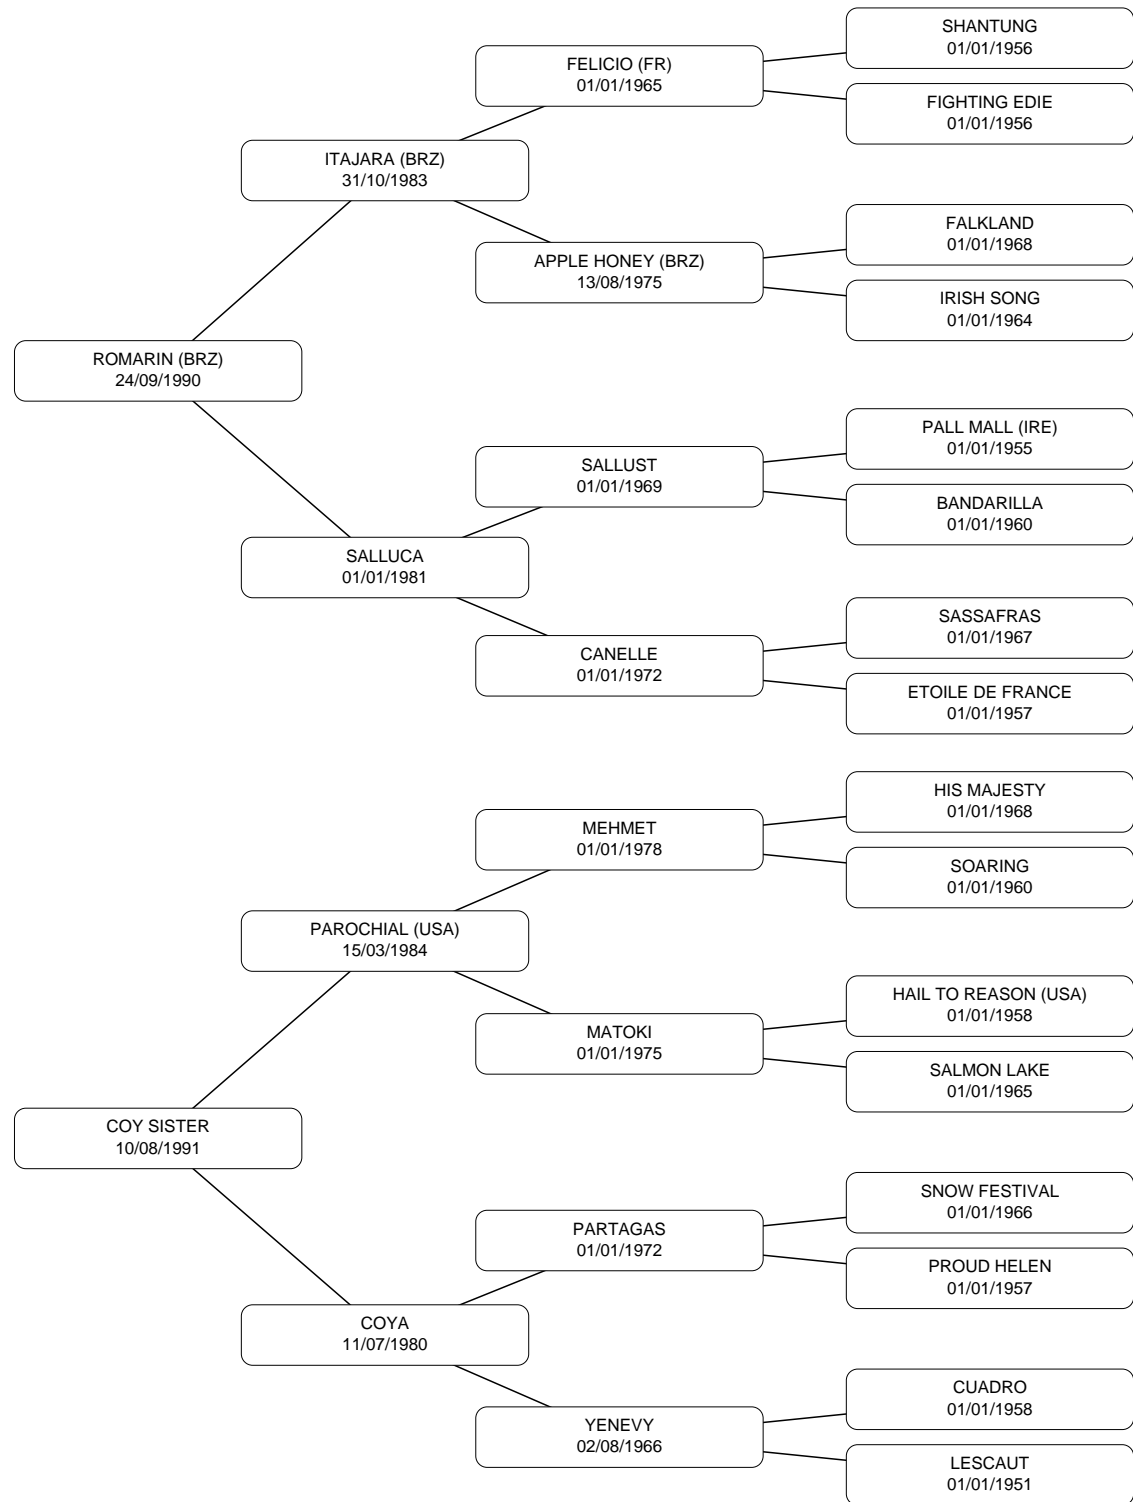 SHANTUNG
01/01/1956
FELICIO (FR)
01/01/1965
FIGHTING EDIE
01/01/1956
ITAJARA (BRZ)
31/10/1983
FALKLAND
01/01/1968
APPLE HONEY (BRZ)
13/08/1975
IRISH SONG
01/01/1964
ROMARIN (BRZ)
24/09/1990
PALL MALL (IRE)
01/01/1955
SALLUST
01/01/1969
BANDARILLA
01/01/1960
SALLUCA
01/01/1981
SASSAFRAS
01/01/1967
CANELLE
01/01/1972
ETOILE DE FRANCE
01/01/1957
HIS MAJESTY
01/01/1968
MEHMET
01/01/1978
SOARING
01/01/1960
PAROCHIAL (USA)
15/03/1984
HAIL TO REASON (USA)
01/01/1958
MATOKI
01/01/1975
SALMON LAKE
01/01/1965
COY SISTER
10/08/1991
SNOW FESTIVAL
01/01/1966
PARTAGAS
01/01/1972
PROUD HELEN
01/01/1957
COYA
11/07/1980
CUADRO
01/01/1958
YENEVY
02/08/1966
LESCAUT
01/01/1951